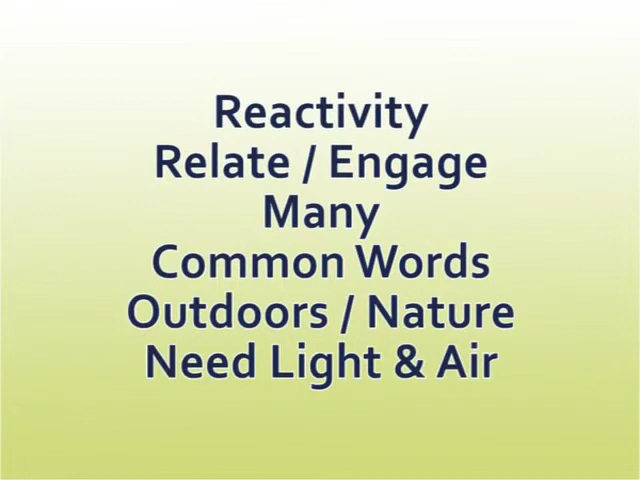 Reactivity
Relate / Engage
Many
Common Words
Outdoors / Nature
Need Light & Air